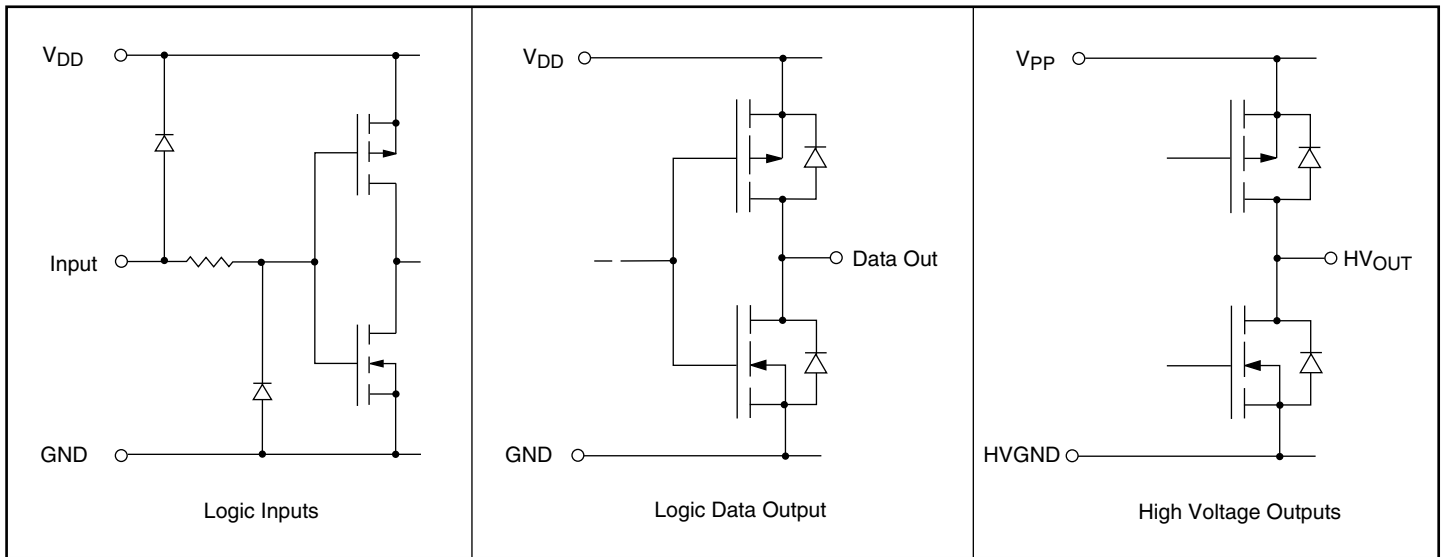 VDD
Input
GND
Logic Inputs
VDD
Data Out
GND
Logic Data Output
VPP
HVOUT
HVGND
High Voltage Outputs